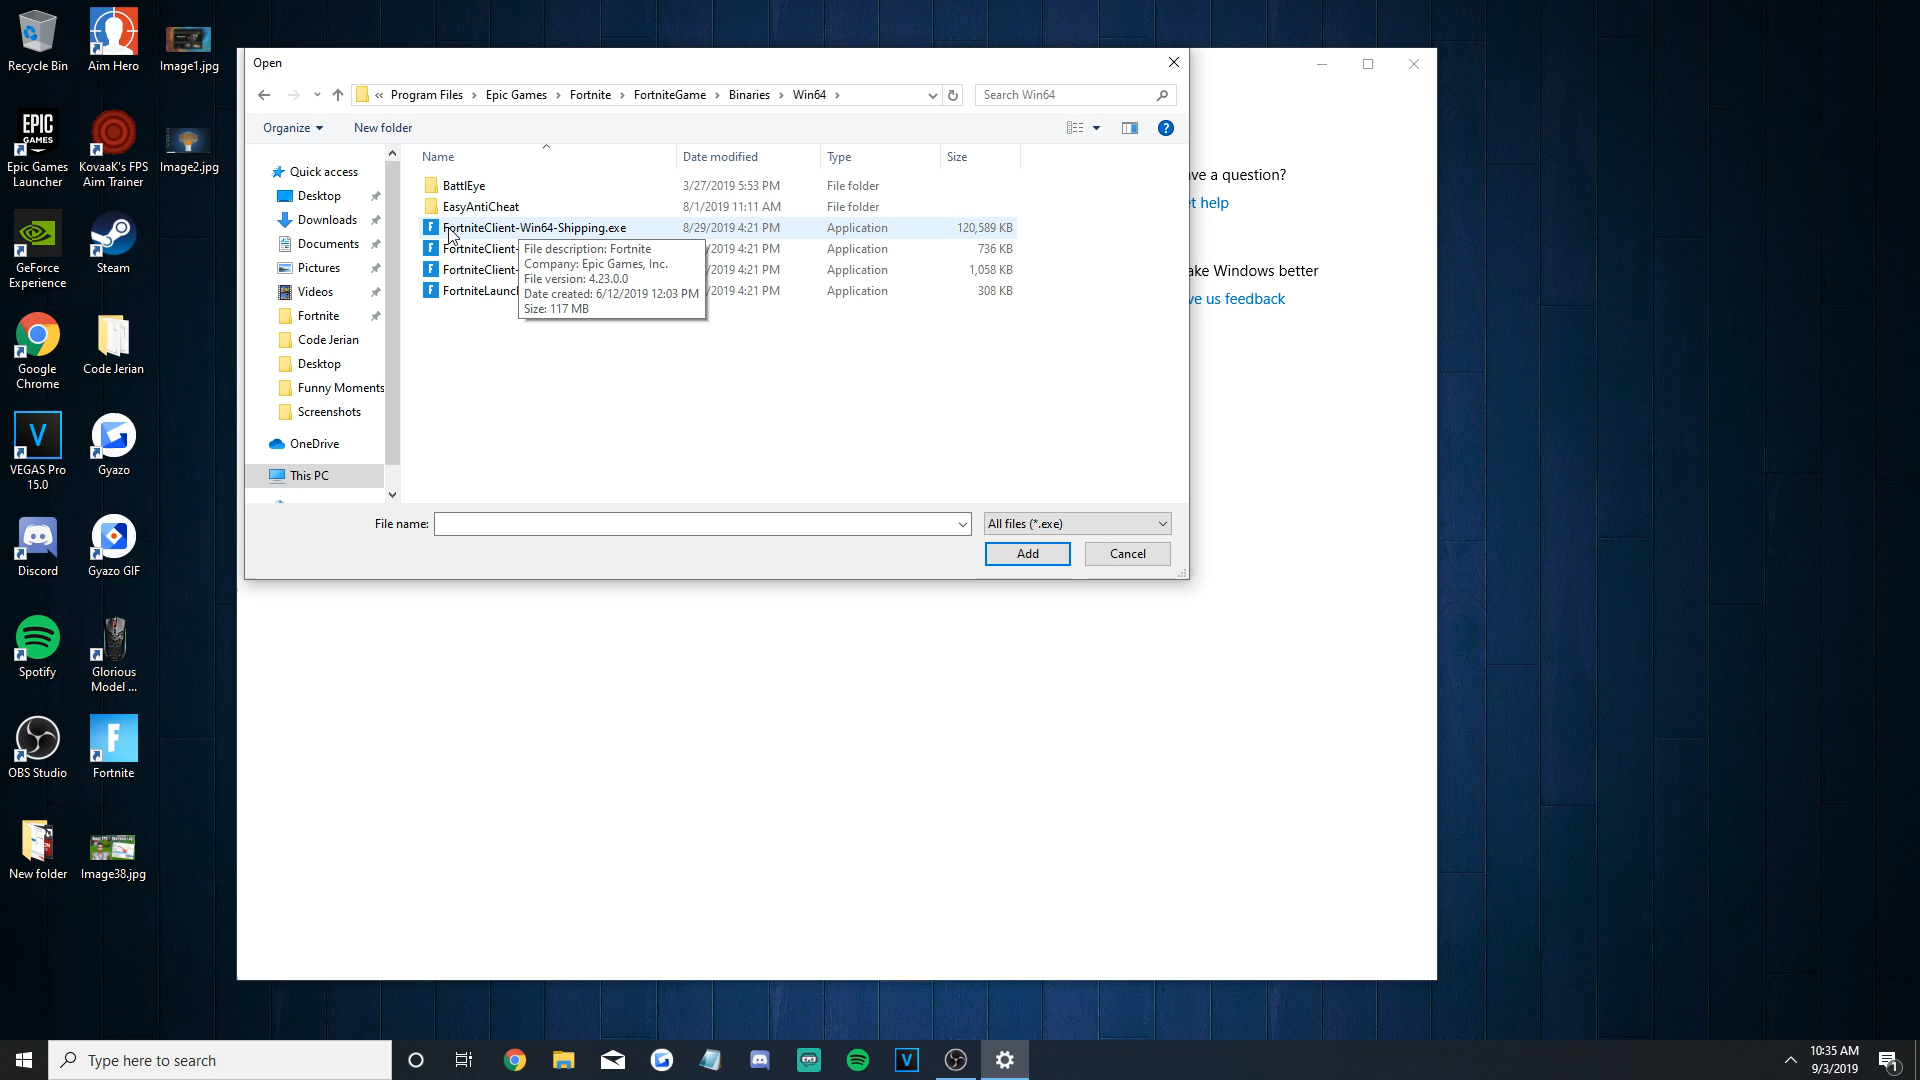 Recycle Bin
Aim Hero
Image1.jpg
EPIC
GAMES
Epic Games
Launcher
KovaaK's FPS
Aim Trainer
Image2.jpg
GeForce
Experience
Steam
Google
Chrome
Code Jerian
V
VEGAS Pro
15.0
Gyazo
Discord
Gyazo GIF
Spotify
Glorious
Model ...
OBS Studio
F
Fortnite
New folder
Image38.jpg
Open
« Program Files > Epic Games > Fortnite > FortniteGame > Binaries > Win64 >
Search Win64
Organize
New folder
?
Quick access
Desktop
Downloads
Documents
Pictures
Videos
Fortnite
Code Jerian
Desktop
Funny Moments
Screenshots
OneDrive
This PC
Name Date modified Type Size
BattlEye 3/27/2019 5:53 PM File folder
EasyAntiCheat 8/1/2019 11:11 AM File folder
F FortniteClient-Win64-Shipping.exe 8/29/2019 4:21 PM Application 120,589 KB
F FortniteClient- /2019 4:21 PM Application 736 KB
F FortniteClient- /2019 4:21 PM Application 1,058 KB
F FortniteLaunc /2019 4:21 PM Application 308 KB
File description: Fortnite
Company: Epic Games, Inc.
File version: 4.23.0.0
Date created: 6/12/2019 12:03 PM
Size: 117 MB
File name:
All files (*.exe)
Add
Cancel
ve a question?
t help
ake Windows better
ve us feedback
Type here to search
V
10:35 AM
9/3/2019
1